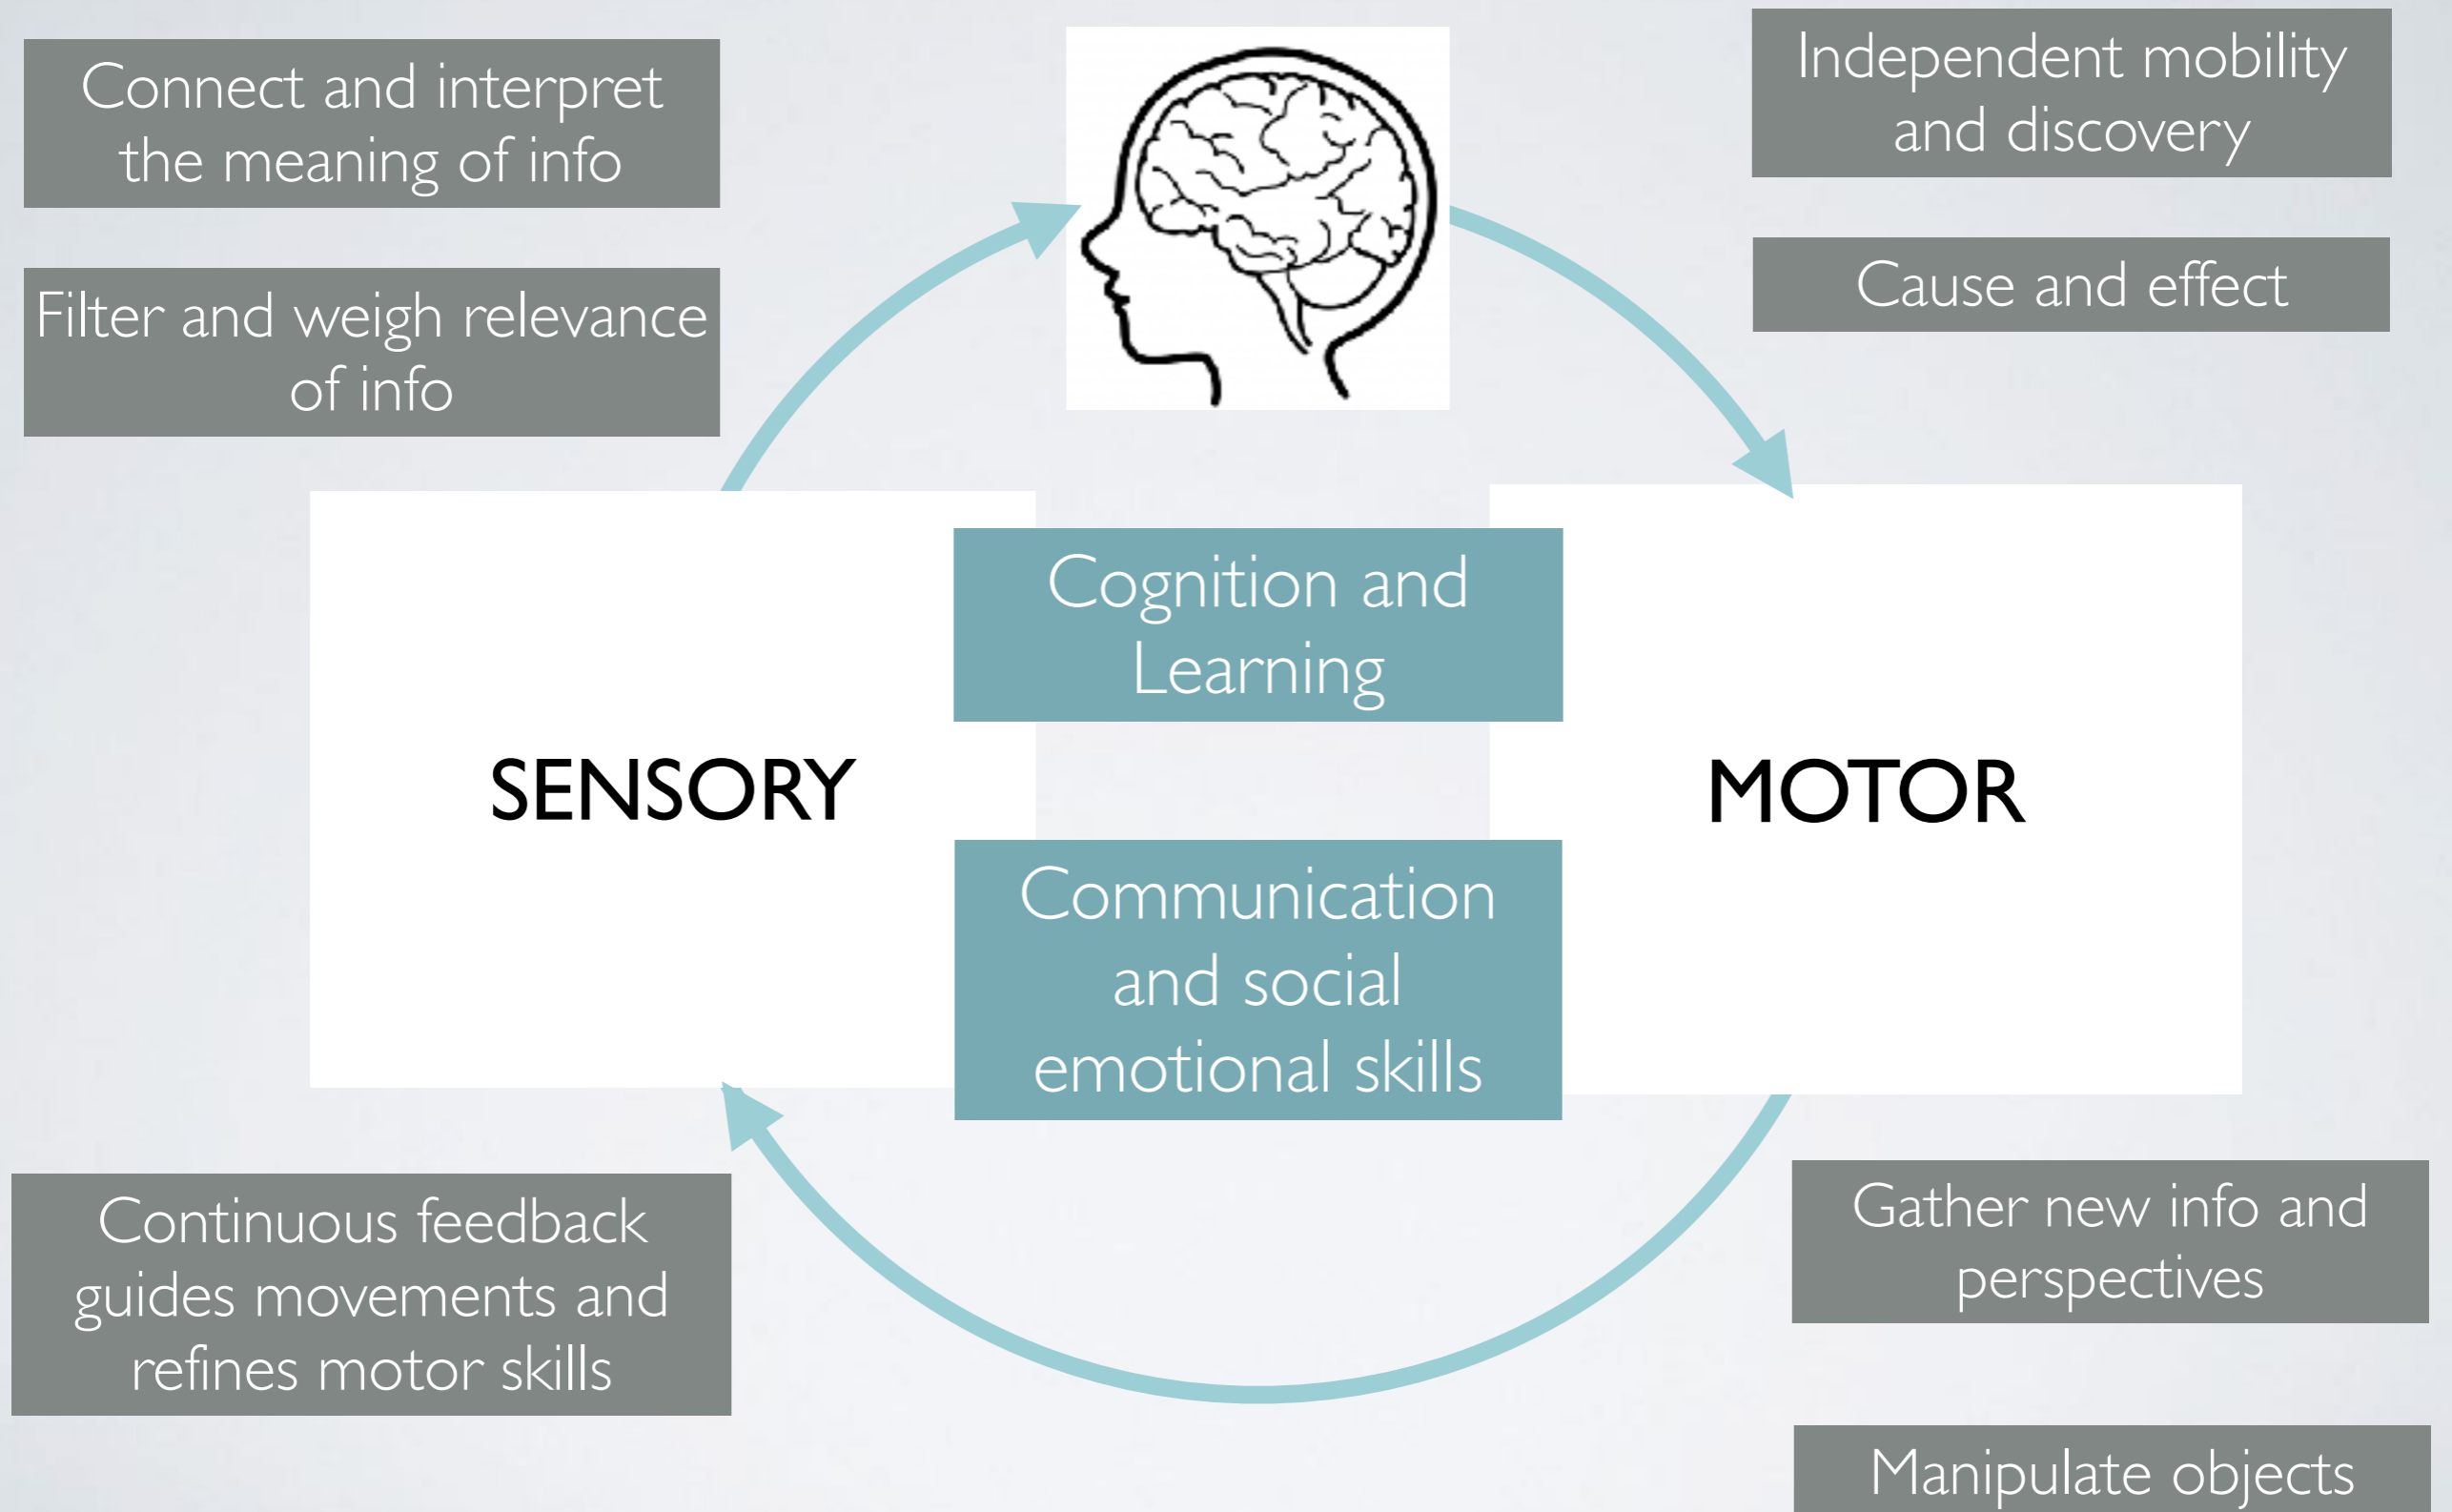 Connect and interpret
the meaning of info
Filter and weigh relevance
of info
Independent mobility
and discovery
Cause and effect
SENSORY
Cognition and
Learning
Communication
and social
emotional skills
MOTOR
Continuous feedback
guides movements and
refines motor skills
Gather new info and
perspectives
Manipulate objects